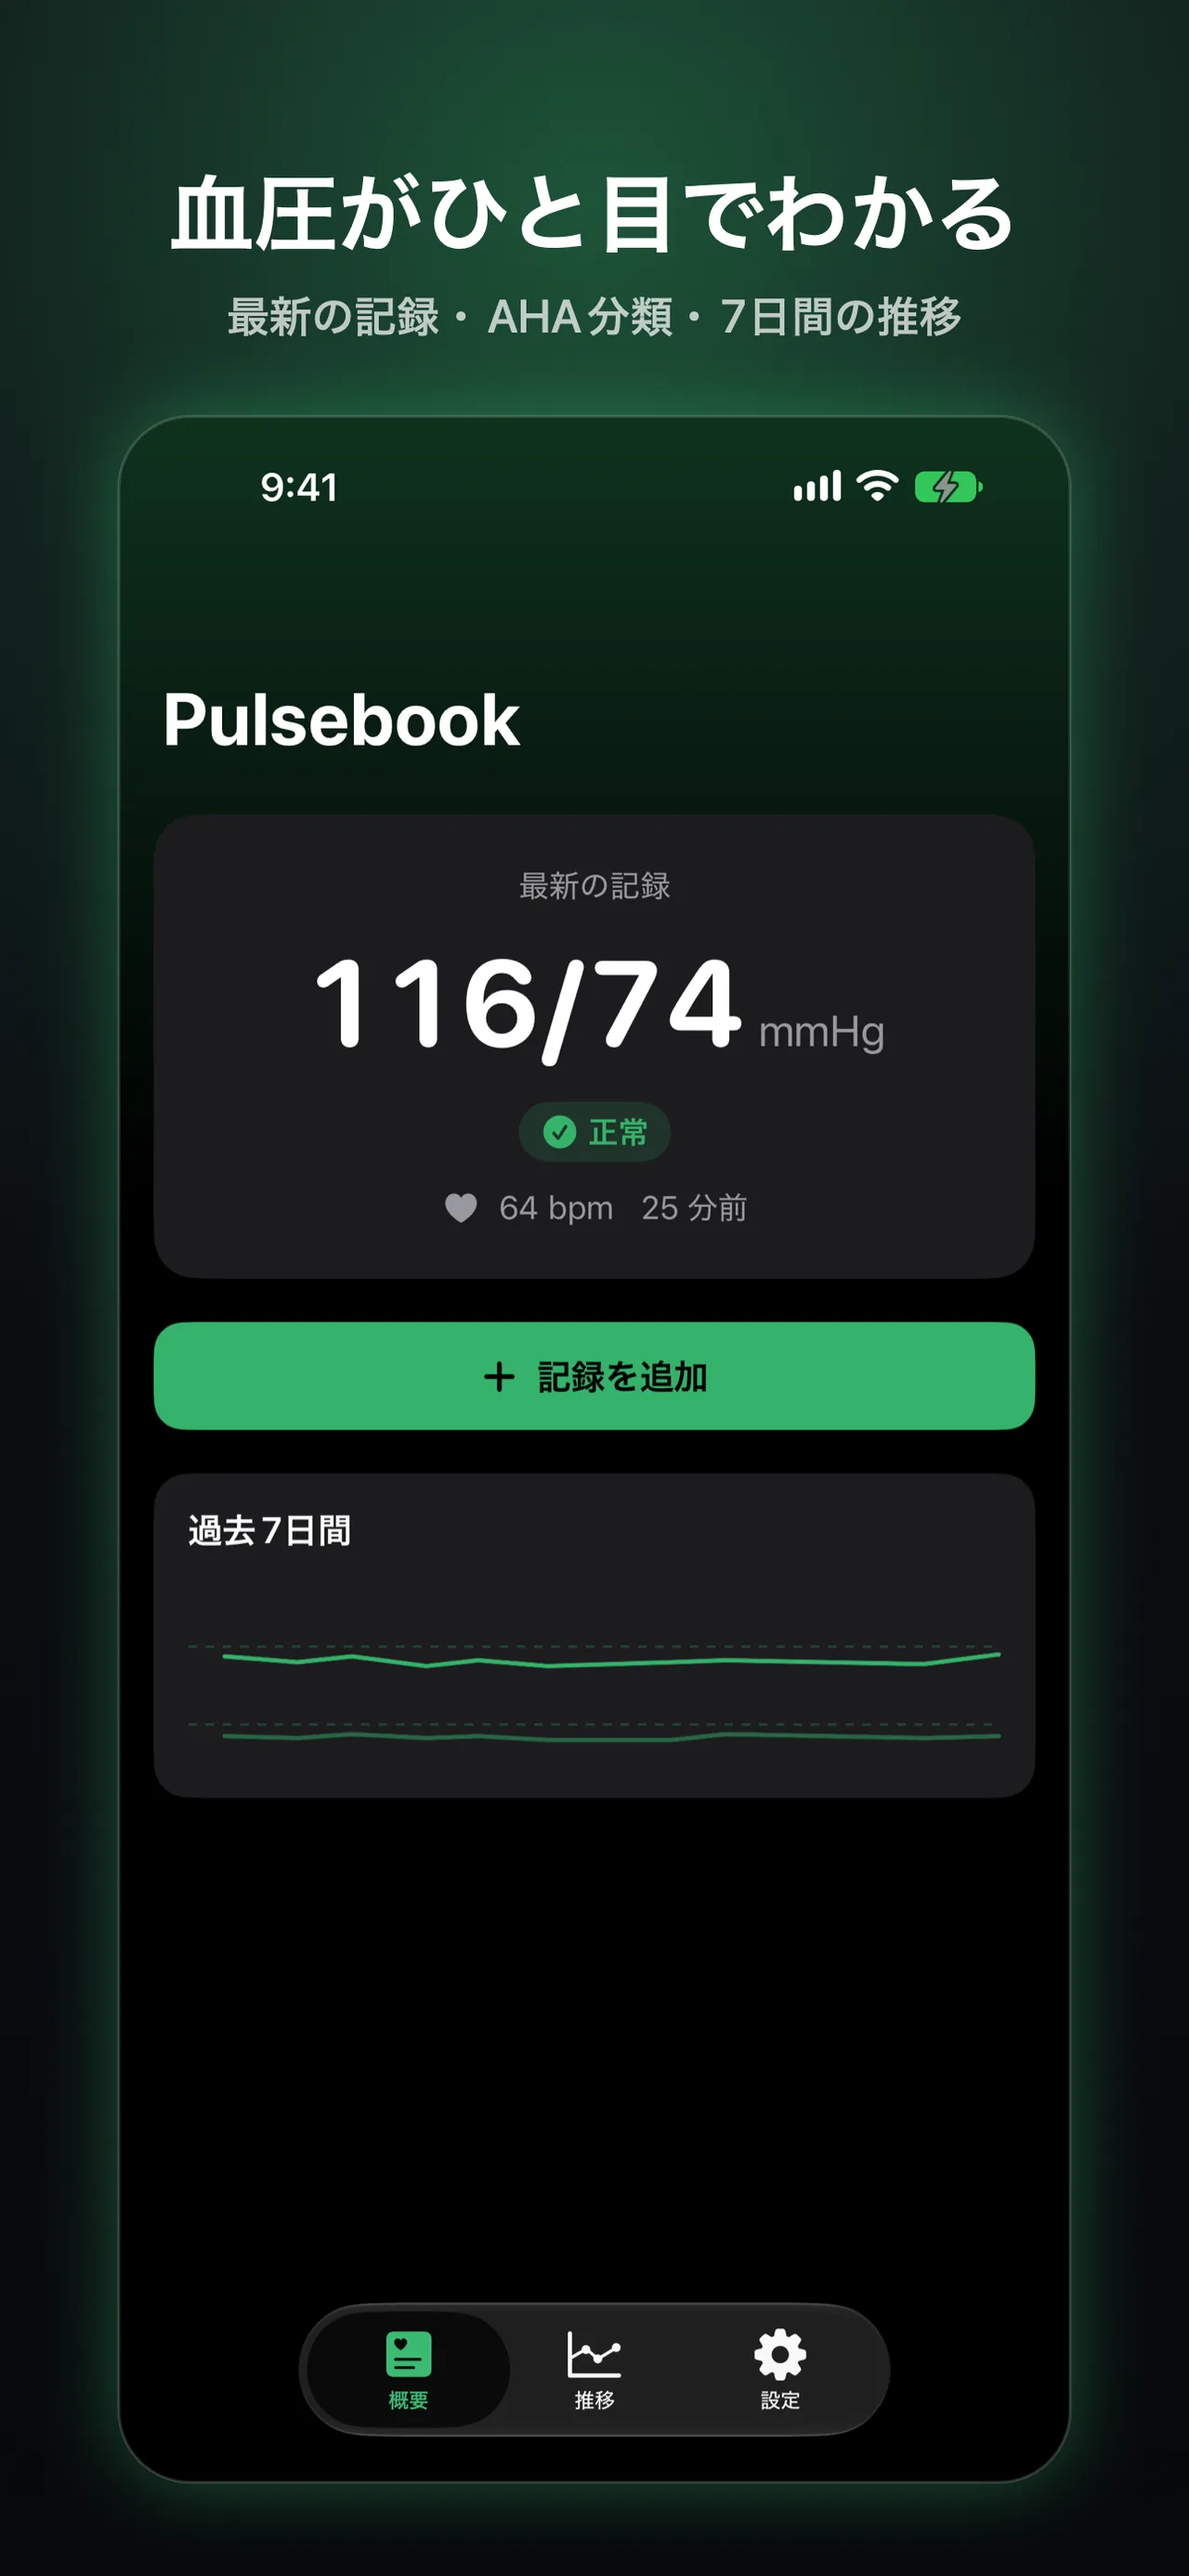 血圧がひと目でわかる
最新の記録・AHA分類・7日間の推移
9:41
Pulsebook
最新の記録
116/74 mmHg
正常
64 bpm 25 分前
+ 記録を追加
過去7日間
概要 推移 設定